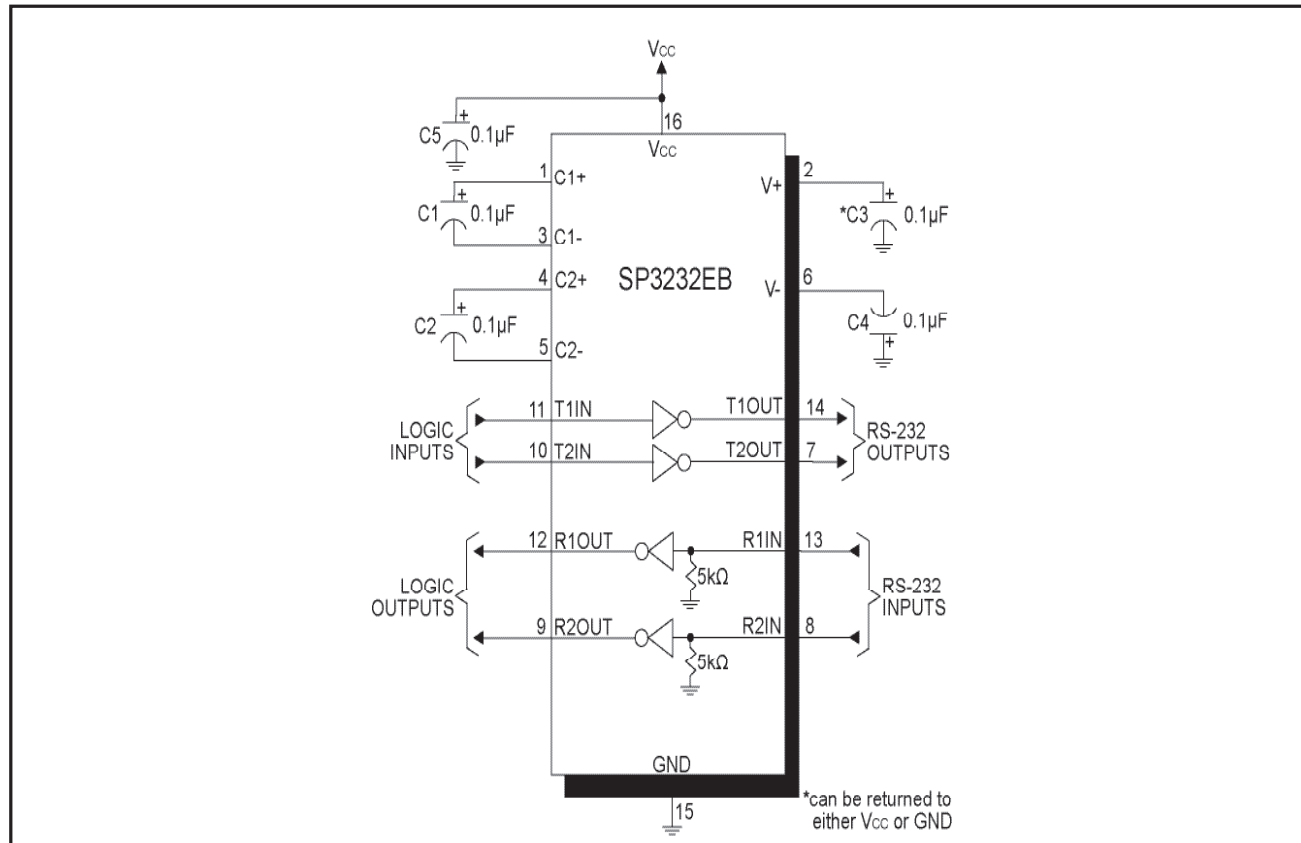 Vcc
16
Vcc
C5
+
0.1µF
1
C1+
C1
+
0.1µF
3
C1-
4
C2+
C2
+
0.1µF
5
C2-
SP3232EB
V+
2
*C3
+
0.1µF
V-
6
C4
0.1µF
+
LOGIC
INPUTS
11
T1IN
T1OUT
14
10
T2IN
T2OUT
7
RS-232
OUTPUTS
LOGIC
OUTPUTS
12
R1OUT
R1IN
13
5kΩ
9
R2OUT
R2IN
8
5kΩ
RS-232
INPUTS
GND
15
*can be returned to
either Vcc or GND